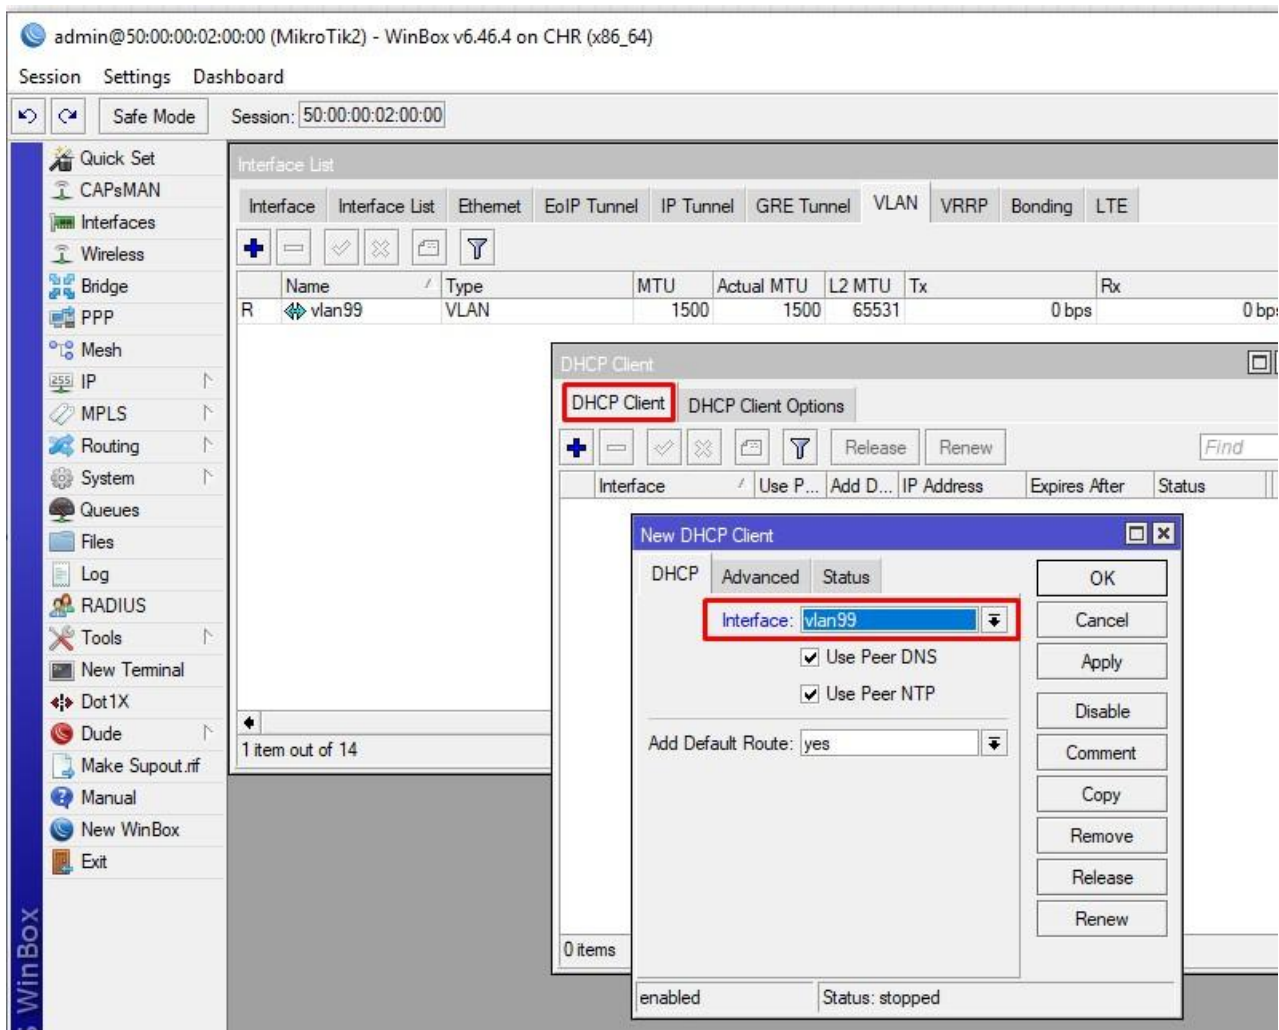 admin@50:00:00:02:00:00 (MikroTik2) - WinBox v6.46.4 on CHR (x86_64)
Session Settings Dashboard
Safe Mode Session: 50:00:00:02:00:00
Quick Set
CAPsMAN
Interfaces
Wireless
Bridge
PPP
Mesh
255 IP
MPLS
Routing
System
Queues
Files
Log
RADIUS
Tools
New Terminal
Dot1X
Dude
Make Supout.rif
Manual
New WinBox
Exit
WinBox
Interface List
Interface Interface List Ethernet EoIP Tunnel IP Tunnel GRE Tunnel VLAN VRRP Bonding LTE
Name Type MTU Actual MTU L2 MTU Tx Rx
R vlan99 VLAN 1500 1500 65531 0 bps 0 bps
1 item out of 14
DHCP Client
DHCP Client DHCP Client Options
Release Renew Find
Interface Use P... Add D... IP Address Expires After Status
0 items
New DHCP Client
DHCP Advanced Status
Interface: vlan99
Use Peer DNS
Use Peer NTP
Add Default Route: yes
OK
Cancel
Apply
Disable
Comment
Copy
Remove
Release
Renew
enabled Status: stopped